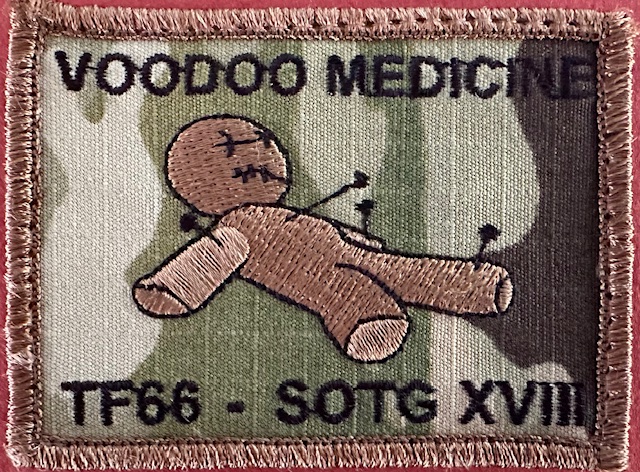 VOODOO MEDICINE
TF66 - SOTG XVIII